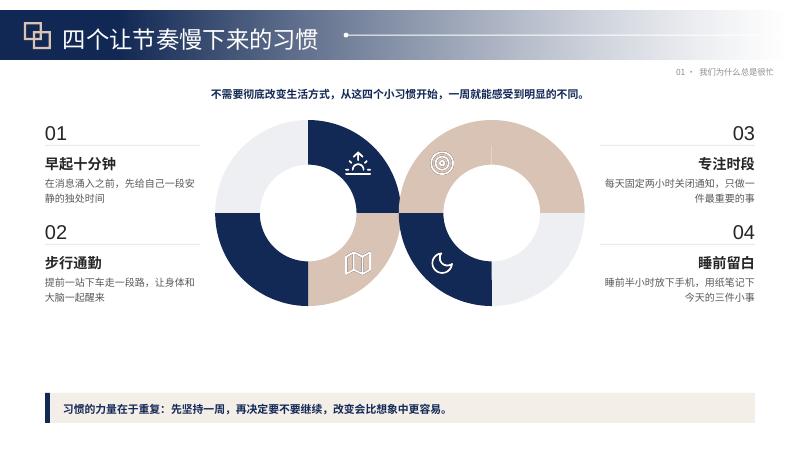 四个让节奏慢下来的习惯
01 • 我们为什么总是很忙
不需要彻底改变生活方式，从这四个小习惯开始，一周就能感受到明显的不同。
01
早起十分钟
在消息涌入之前，先给自己一段安
静的独处时间
02
步行通勤
提前一站下车走一段路，让身体和
大脑一起醒来
03
专注时段
每天固定两小时关闭通知，只做一
件最重要的事
04
睡前留白
睡前半小时放下手机，用纸笔记下
今天的三件小事
习惯的力量在于重复：先坚持一周，再决定要不要继续，改变会比想象中更容易。